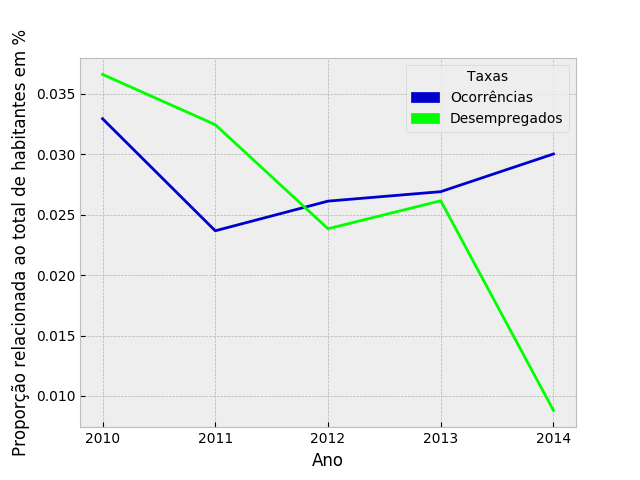 Proporção relacionada ao total de habitantes em %
0.035
0.030
0.025
0.020
0.015
0.010
Taxas
Ocorrências
Desempregados
2010 2011 2012 2013 2014
Ano